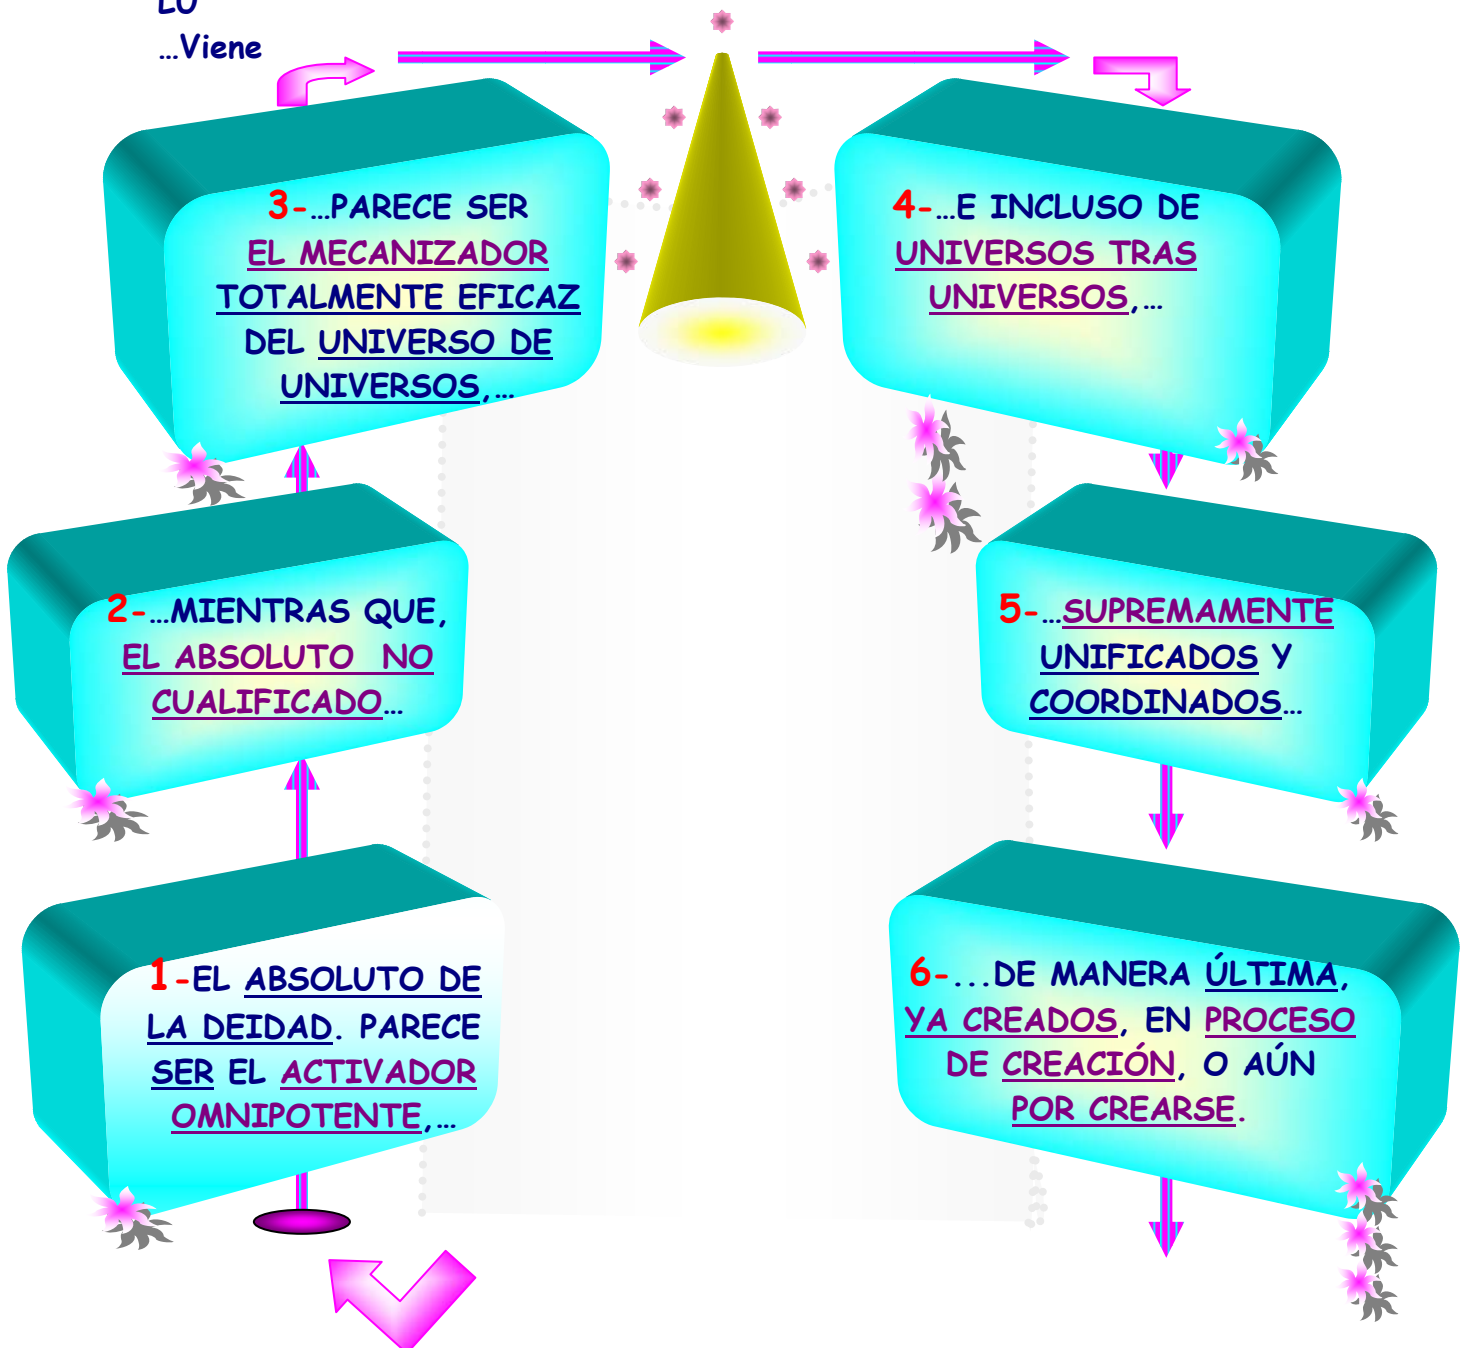 LO
…Viene
3-…PARECE SER
EL MECANIZADOR
TOTALMENTE EFICAZ
DEL UNIVERSO DE
UNIVERSOS,…
4-…E INCLUSO DE
UNIVERSOS TRAS
UNIVERSOS,…
2-…MIENTRAS QUE,
EL ABSOLUTO NO
CUALIFICADO…
5-…SUPREMAMENTE
UNIFICADOS Y
COORDINADOS…
1-EL ABSOLUTO DE
LA DEIDAD. PARECE
SER EL ACTIVADOR
OMNIPOTENTE,…
6-...DE MANERA ÚLTIMA,
YA CREADOS, EN PROCESO
DE CREACIÓN, O AÚN
POR CREARSE.